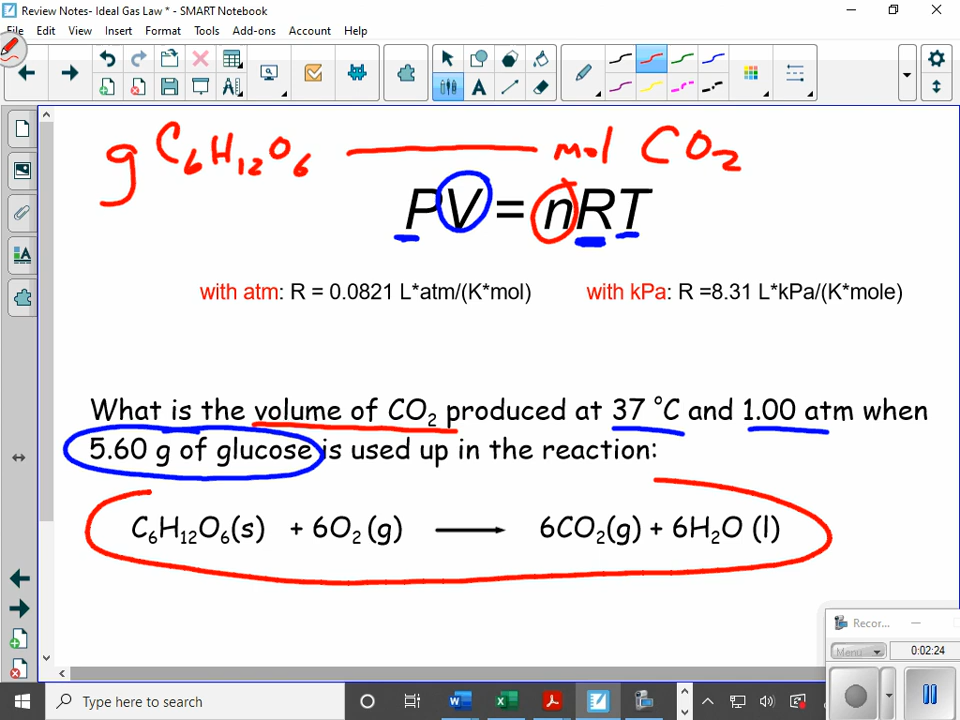 Review Notes- Ideal Gas Law * - SMART Notebook
File Edit View Insert Format Tools Add-ons Account Help
g C₆H₁₂O₆ ——— mol CO₂
PV = nRT
with atm: R = 0.0821 L*atm/(K*mol) with kPa: R =8.31 L*kPa/(K*mole)
What is the volume of CO₂ produced at 37 °C and 1.00 atm when
5.60 g of glucose is used up in the reaction:
C₆H₁₂O₆(s) + 6O₂ (g) ⟶ 6CO₂(g) + 6H₂O (l)
Recor...
Menu 0:02:24
Type here to search